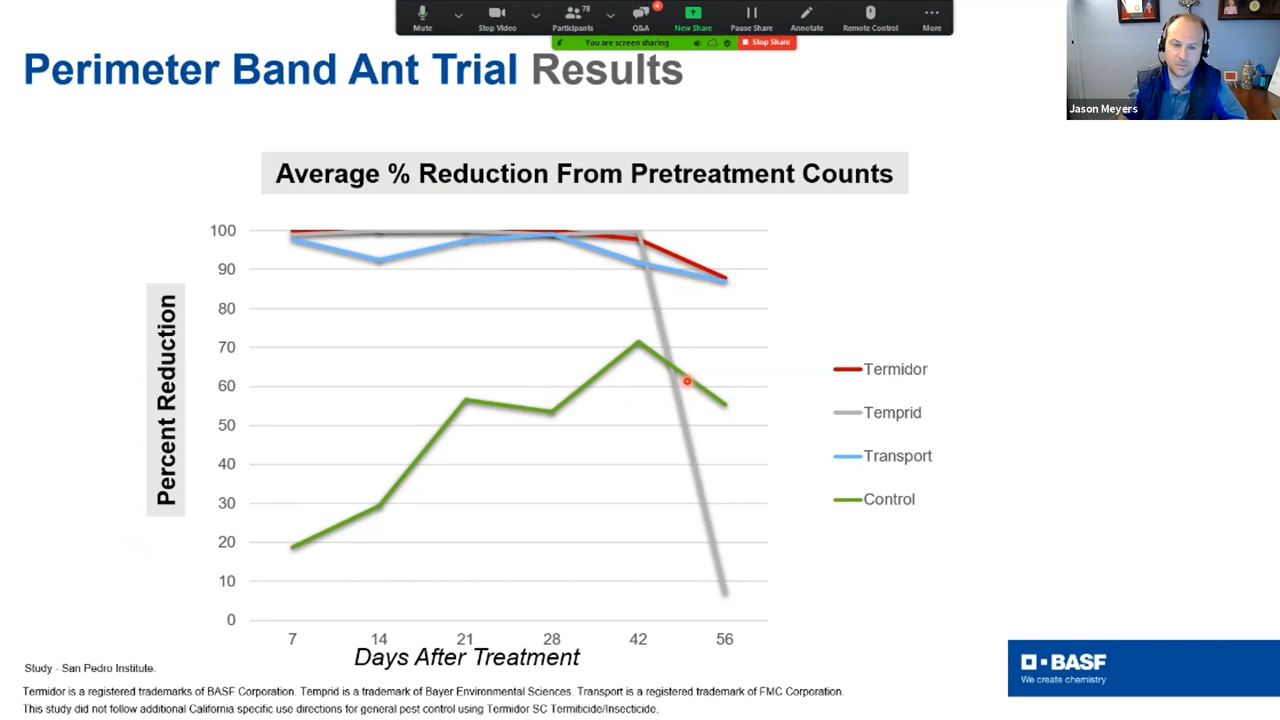 Mute
Stop Video
78
Participants
4
Q&A
New Share
Pause Share
Annotate
Remote Control
More
You are screen sharing
Stop Share
Jason Meyers
Perimeter Band Ant Trial Results
Average % Reduction From Pretreatment Counts
Percent Reduction
100
90
80
70
60
50
40
30
20
10
0
7 14 21 28 42 56
Days After Treatment
Termidor
Temprid
Transport
Control
Study - San Pedro Institute.
Termidor is a registered trademarks of BASF Corporation. Temprid is a trademark of Bayer Environmental Sciences. Transport is a registered trademark of FMC Corporation.
This study did not follow additional California specific use directions for general pest control using Termidor SC Termiticide/Insecticide.
BASF
We create chemistry